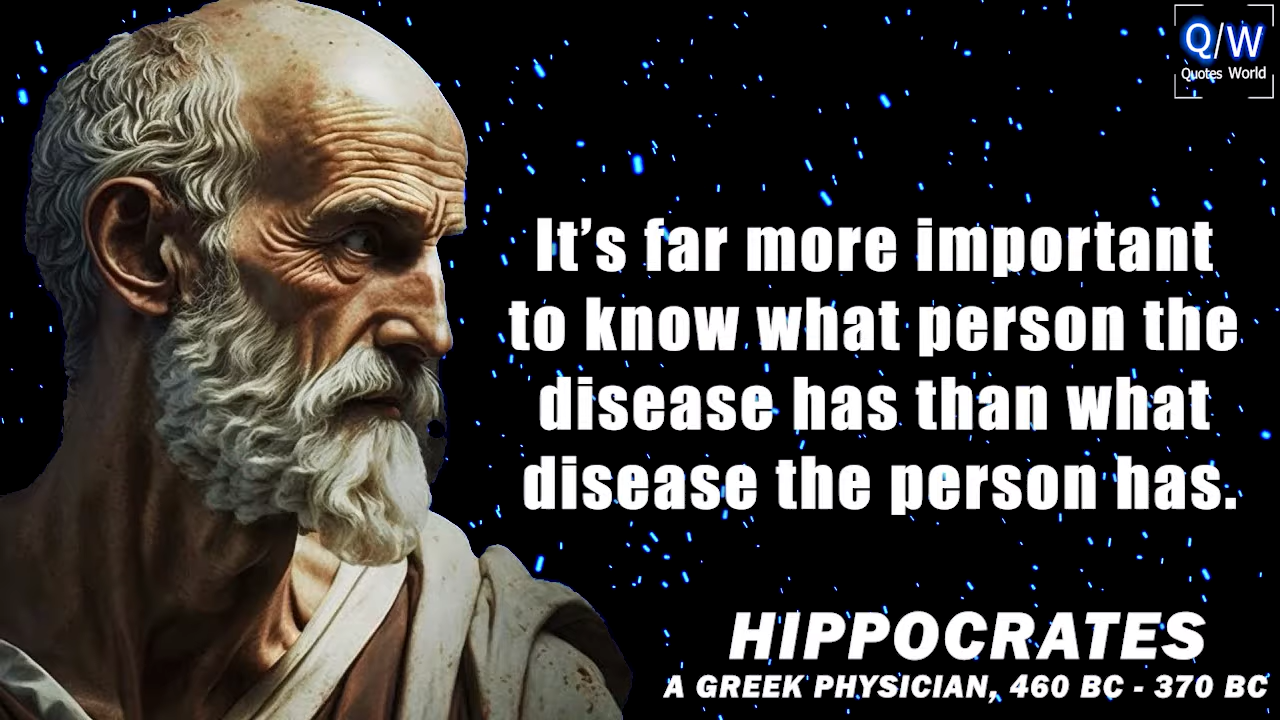 Q/W
Quotes World
It’s far more important
to know what person the
disease has than what
disease the person has.
HIPPOCRATES
A GREEK PHYSICIAN, 460 BC - 370 BC